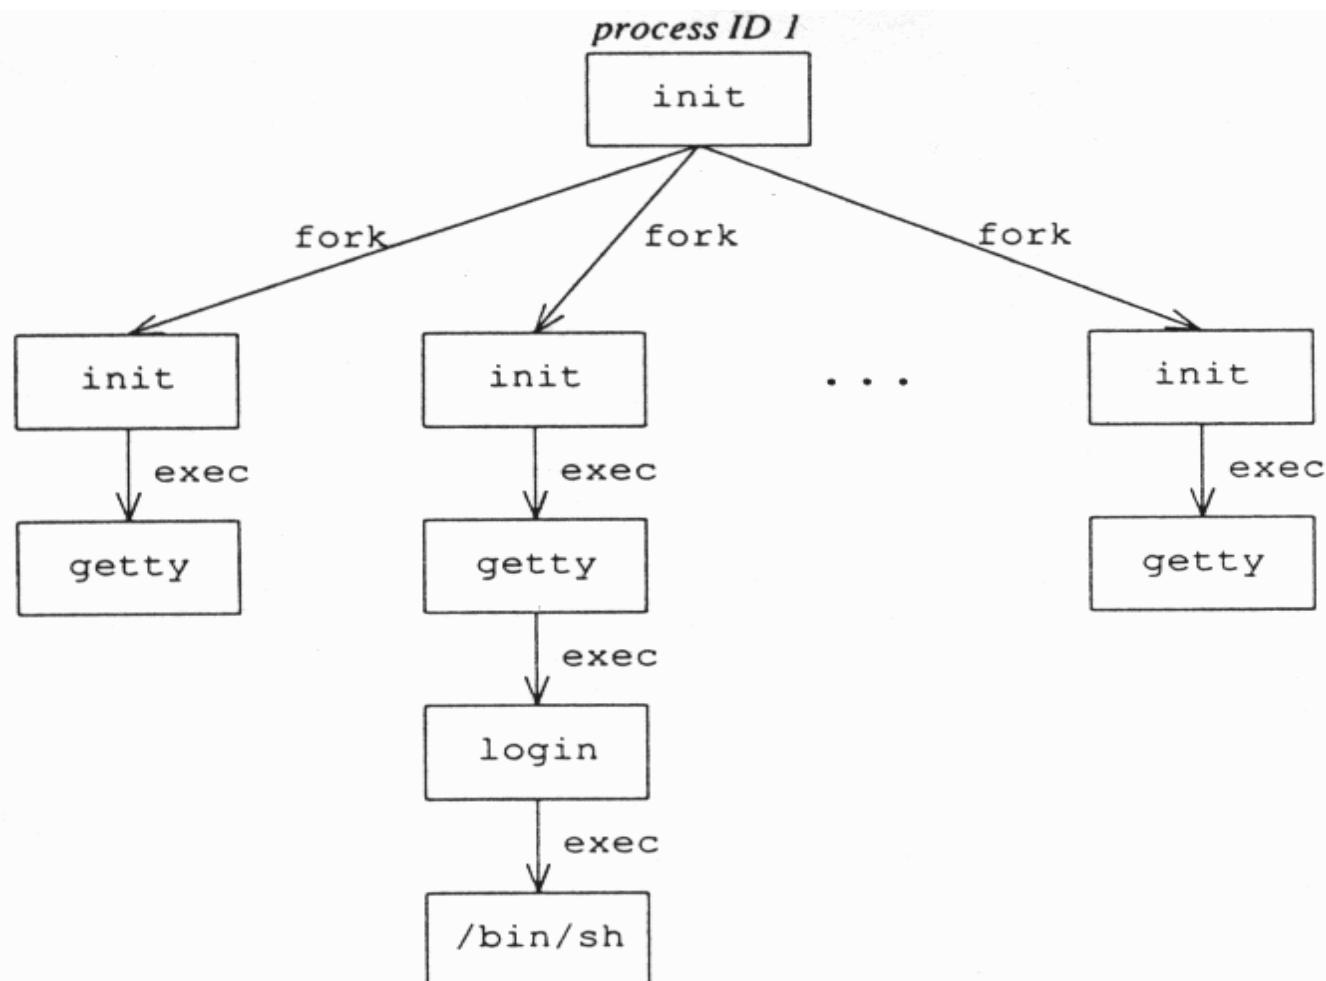 process ID 1
init
fork fork fork
init init . . . init
exec exec exec
getty getty getty
exec
login
exec
/bin/sh